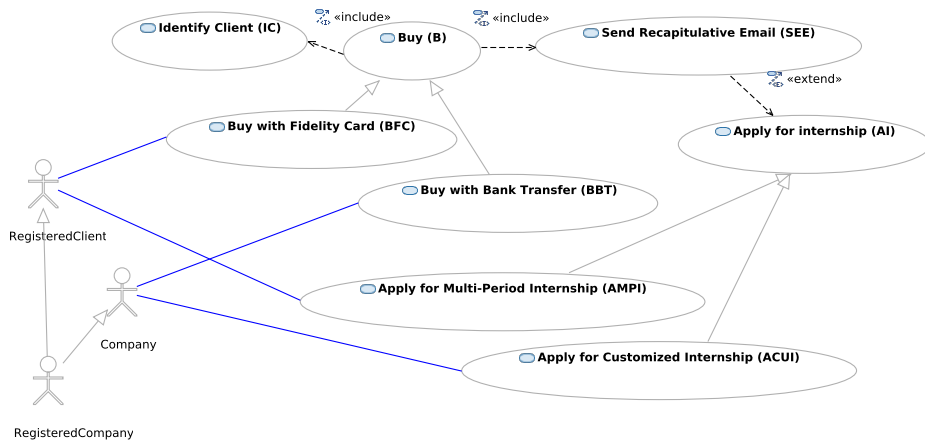 «include»
«include»
Identify Client (IC)
Buy (B)
Send Recapitulative Email (SEE)
«extend»
Buy with Fidelity Card (BFC)
Apply for internship (AI)
Buy with Bank Transfer (BBT)
RegisteredClient
Apply for Multi-Period Internship (AMPI)
Company
Apply for Customized Internship (ACUI)
RegisteredCompany